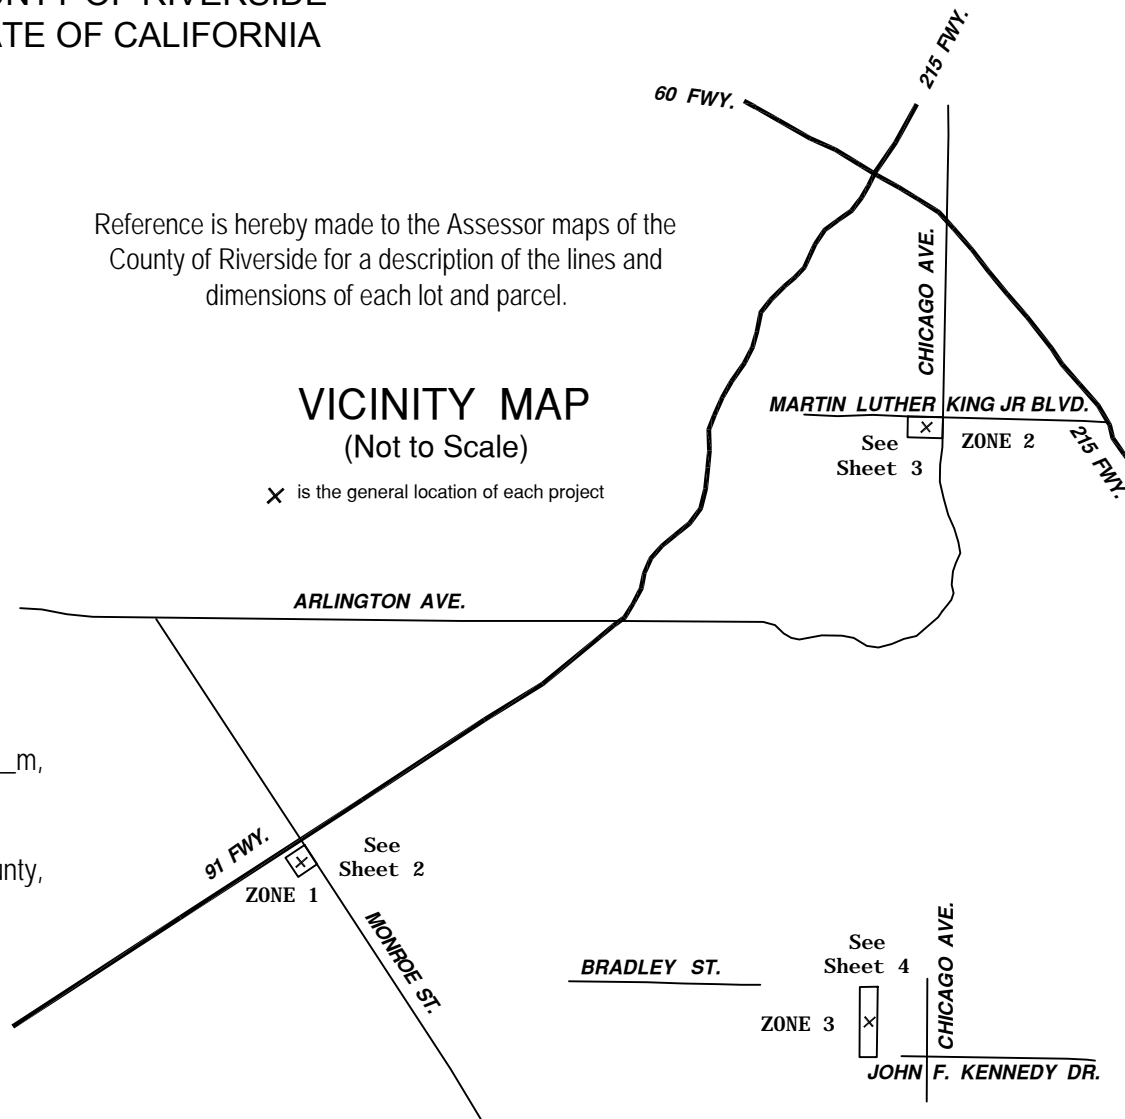 STATE OF CALIFORNIA
215 FWY.
60 FWY.
Reference is hereby made to the Assessor maps of the
County of Riverside for a description of the lines and
dimensions of each lot and parcel.
CHICAGO AVE.
VICINITY MAP
(Not to Scale)
× is the general location of each project
MARTIN LUTHER KING JR BLVD.
See
Sheet 3
ZONE 2
215 FWY.
ARLINGTON AVE.
m,
91 FWY.
See
Sheet 2
ZONE 1
MONROE ST.
BRADLEY ST.
See
Sheet 4
ZONE 3
CHICAGO AVE.
JOHN F. KENNEDY DR.